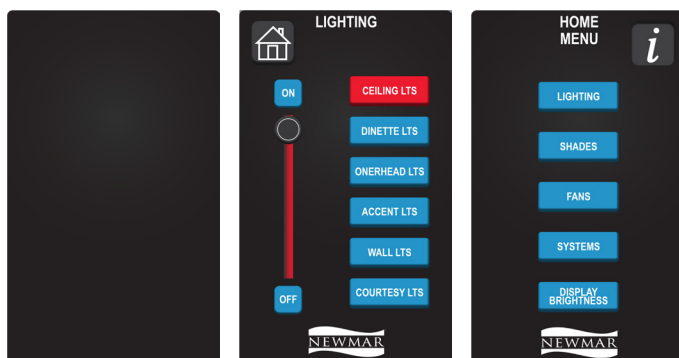 LIGHTING
ON
OFF
CEILING LTS
DINETTE LTS
ONERHEAD LTS
ACCENT LTS
WALL LTS
COURTESY LTS
NEWMAR
HOME
MENU
i
LIGHTING
SHADES
FANS
SYSTEMS
DISPLAY
BRIGHTNESS
NEWMAR